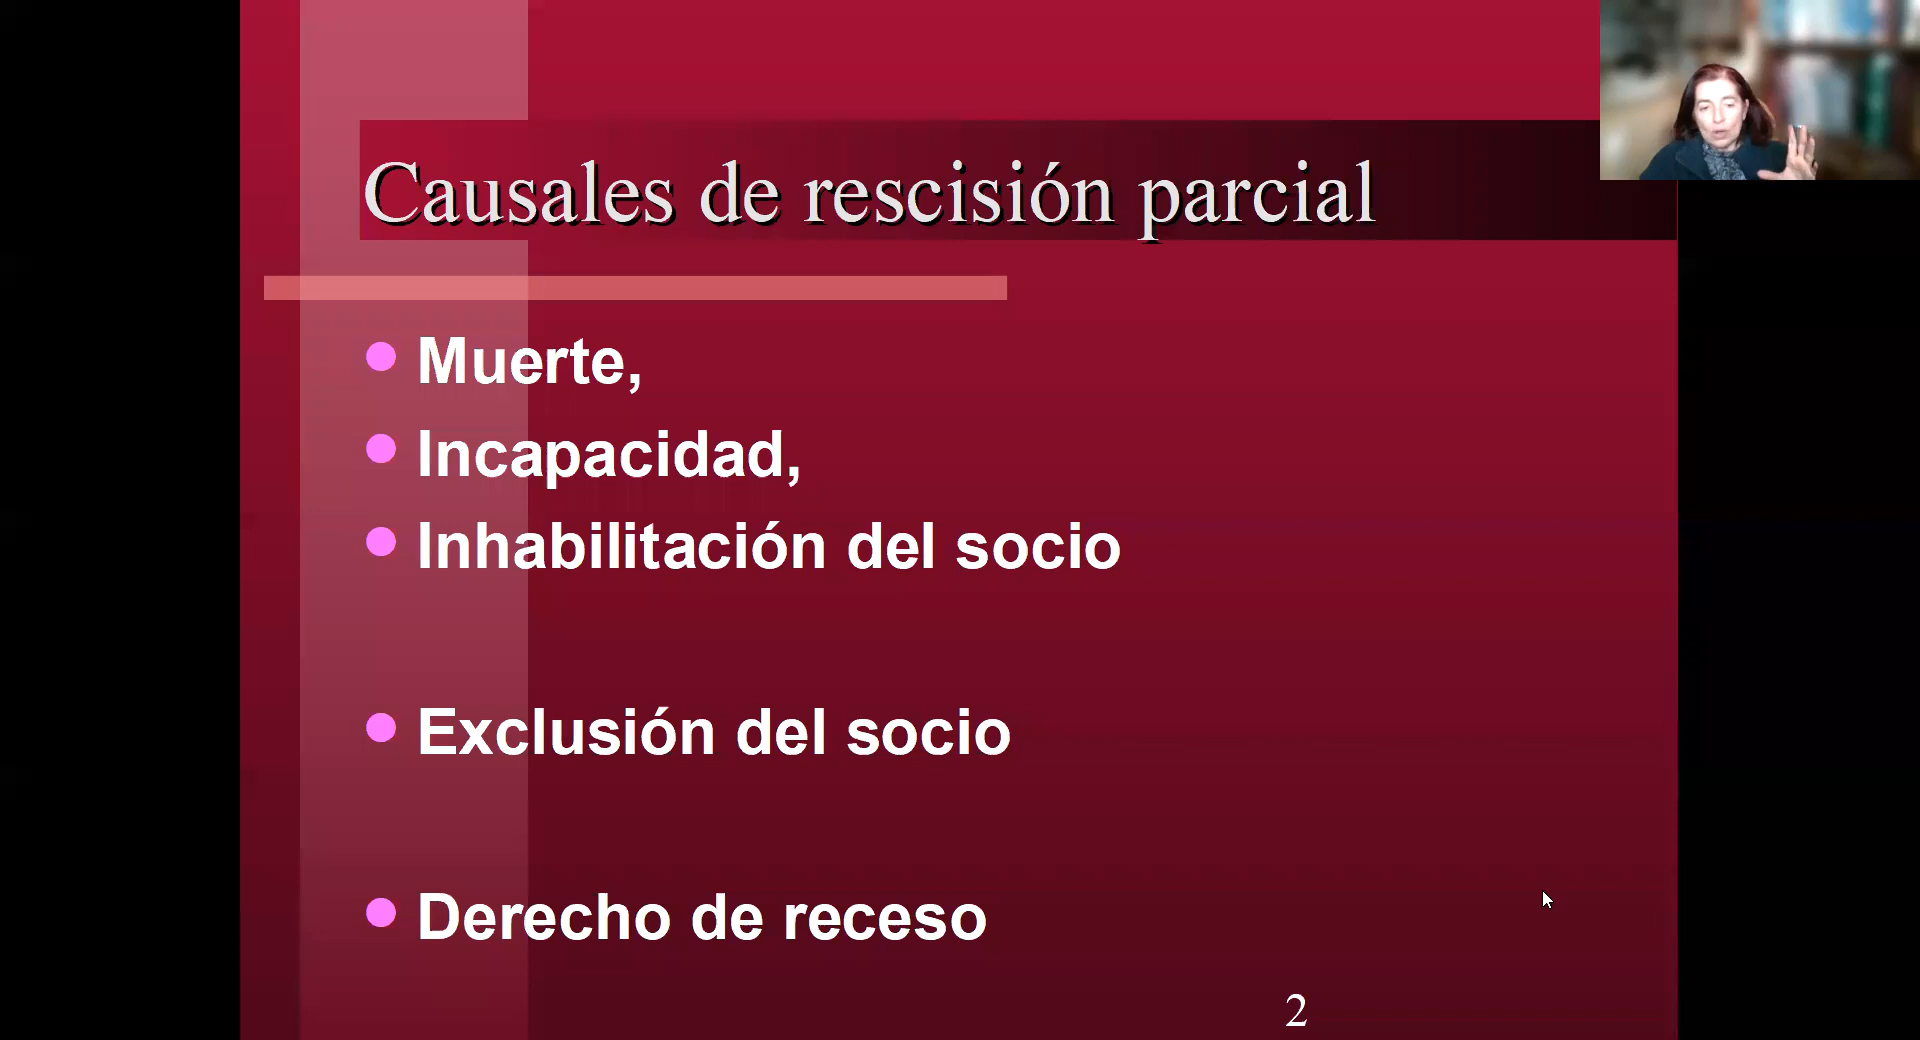 Causales de rescisión parcial
Muerte,
Incapacidad,
Inhabilitación del socio
Exclusión del socio
Derecho de receso
2